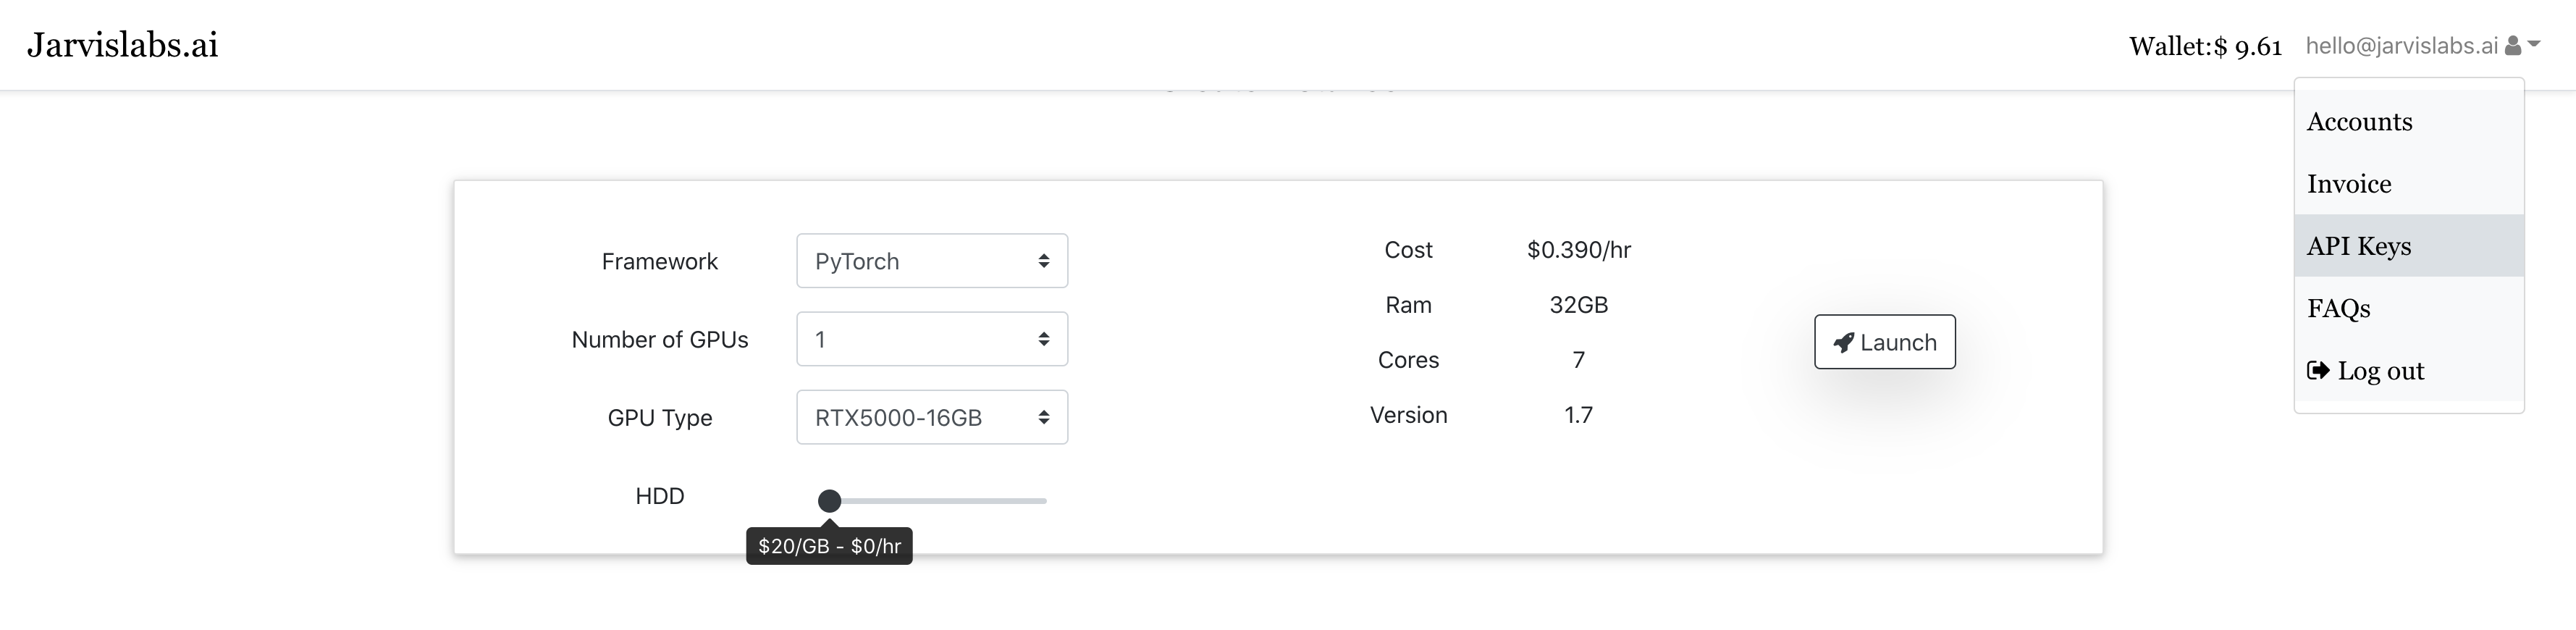 Jarvislabs.ai
Wallet:$ 9.61 hello@jarvislabs.ai
Accounts
Invoice
API Keys
FAQs
Log out
Framework PyTorch
Number of GPUs 1
GPU Type RTX5000-16GB
HDD
$20/GB - $0/hr
Cost $0.390/hr
Ram 32GB
Cores 7
Version 1.7
Launch